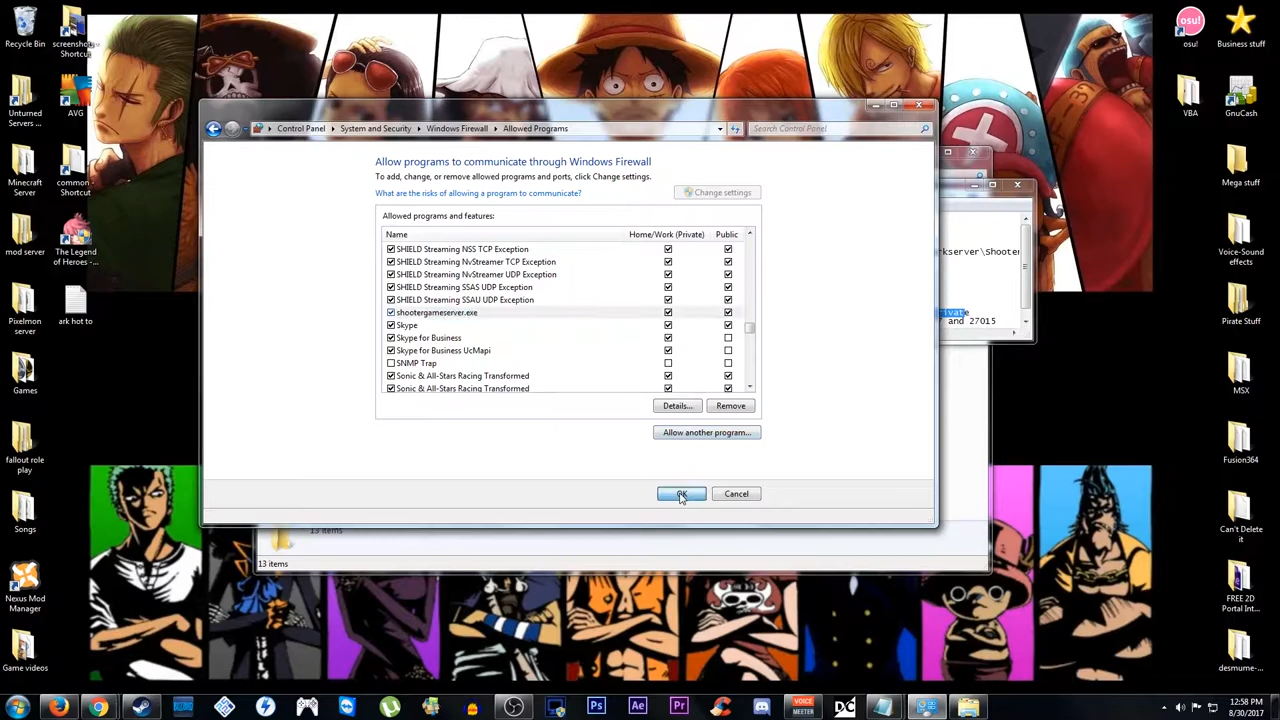 Recycle Bin
screenshot - Shortcut
Unturned Servers ...
AVG
Minecraft Server
common - Shortcut
mod server
The Legend of Heroes -...
Pixelmon server
ark hot to
Games
fallout role play
Songs
Nexus Mod Manager
Game videos
osu!
Business stuff
VBA
GnuCash
Mega stuff
Voice-Sound effects
Pirate Stuff
MSX
Fusion364
Can't Delete it
FREE 2D Portal Int...
desmume-...
Control Panel
System and Security
Windows Firewall
Allowed Programs
Search Control Panel
Allow programs to communicate through Windows Firewall
To add, change, or remove allowed programs and ports, click Change settings.
What are the risks of allowing a program to communicate?
Change settings
Allowed programs and features:
Name Home/Work (Private) Public
SHIELD Streaming NSS TCP Exception
SHIELD Streaming NvStreamer TCP Exception
SHIELD Streaming NvStreamer UDP Exception
SHIELD Streaming SSAS UDP Exception
SHIELD Streaming SSAU UDP Exception
shootergameserver.exe
Skype
Skype for Business
Skype for Business UcMapi
SNMP Trap
Sonic & All-Stars Racing Transformed
Sonic & All-Stars Racing Transformed
Details...
Remove
Allow another program...
OK
Cancel
rkserver\Shooter
ivate
and 27015
13 items
13 items
Ps
Ae
Pr
VOICE MEETER
DC
12:58 PM
8/30/2017